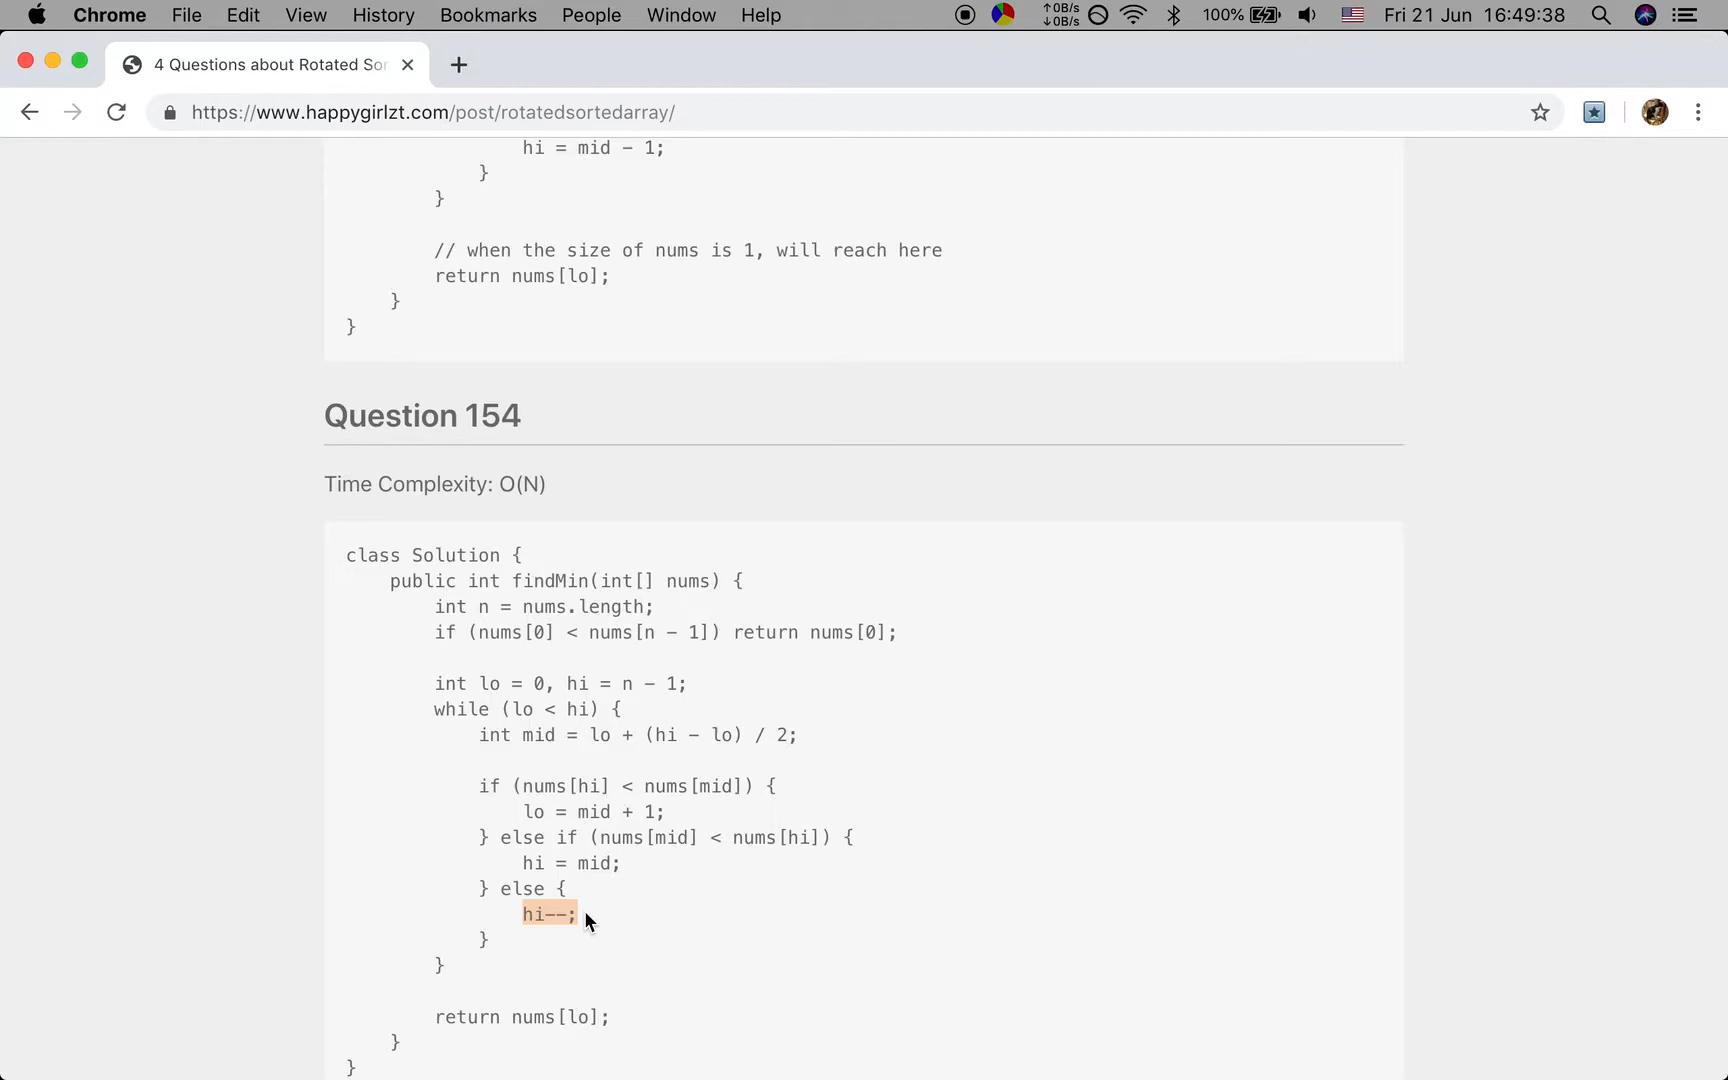 Chrome File Edit View History Bookmarks People Window Help ↑0B/s ↓0B/s 100% Fri 21 Jun 16:49:38
4 Questions about Rotated Sor
https://www.happygirlzt.com/post/rotatedsortedarray/
hi = mid - 1;
}
}
// when the size of nums is 1, will reach here
return nums[lo];
}
}
Question 154
Time Complexity: O(N)
class Solution {
public int findMin(int[] nums) {
int n = nums.length;
if (nums[0] < nums[n - 1]) return nums[0];
int lo = 0, hi = n - 1;
while (lo < hi) {
int mid = lo + (hi - lo) / 2;
if (nums[hi] < nums[mid]) {
lo = mid + 1;
} else if (nums[mid] < nums[hi]) {
hi = mid;
} else {
hi--;
}
}
return nums[lo];
}
}